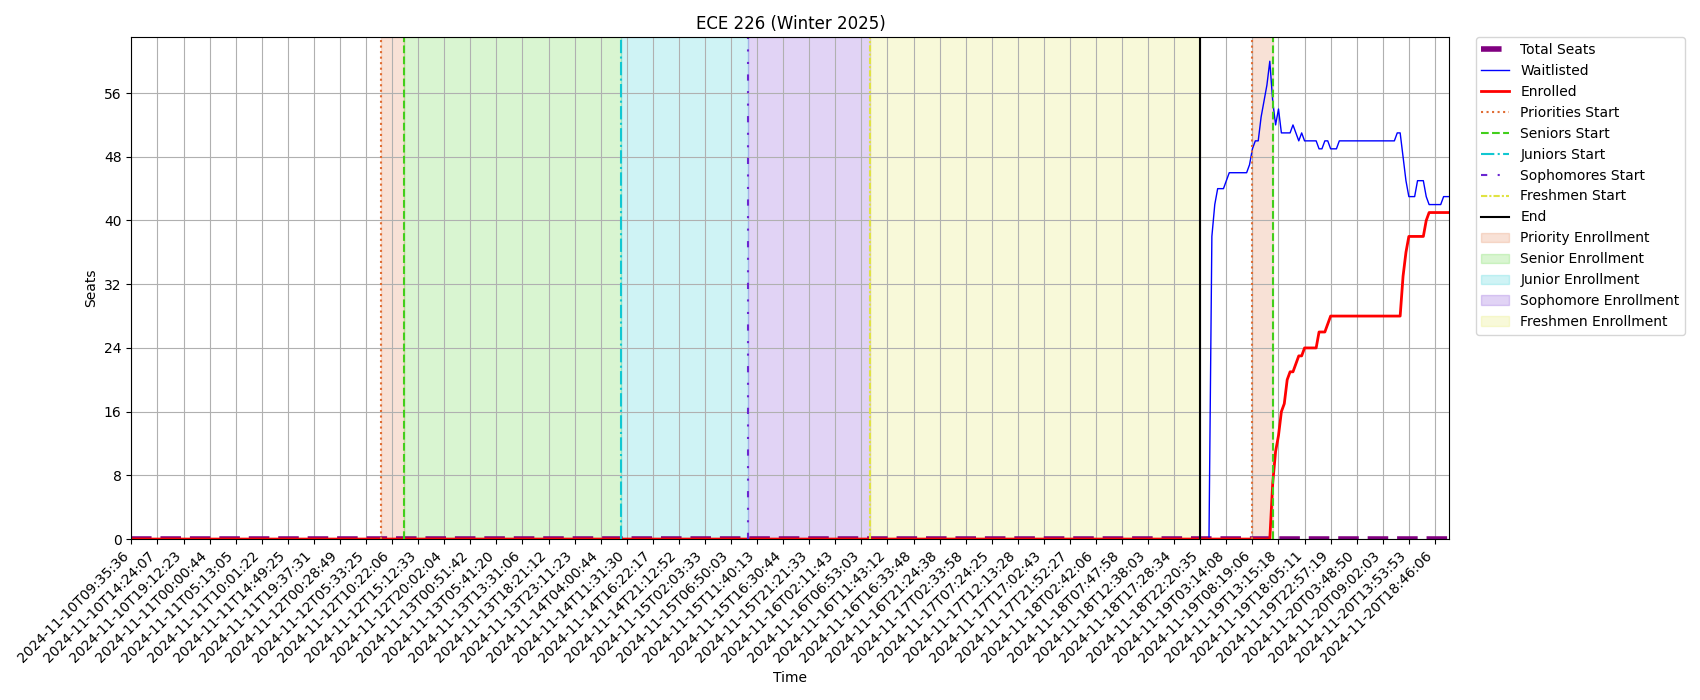 ECE 226 (Winter 2025)
Seats
56
48
40
32
24
16
8
0
2024-11-10T09:35:36
2024-11-10T14:24:07
2024-11-10T19:12:23
2024-11-11T00:00:44
2024-11-11T05:13:05
2024-11-11T10:01:22
2024-11-11T14:49:25
2024-11-11T19:37:31
2024-11-12T00:28:49
2024-11-12T05:33:25
2024-11-12T10:22:06
2024-11-12T15:12:33
2024-11-12T20:02:04
2024-11-13T00:51:42
2024-11-13T05:41:20
2024-11-13T13:31:06
2024-11-13T18:21:12
2024-11-13T23:11:23
2024-11-14T04:00:44
2024-11-14T11:31:30
2024-11-14T16:22:17
2024-11-14T21:12:52
2024-11-15T02:03:33
2024-11-15T06:50:03
2024-11-15T11:40:13
2024-11-15T16:30:44
2024-11-15T21:21:33
2024-11-16T02:11:43
2024-11-16T06:53:03
2024-11-16T11:43:12
2024-11-16T16:33:48
2024-11-16T21:24:38
2024-11-17T02:33:58
2024-11-17T07:24:25
2024-11-17T12:13:28
2024-11-17T17:02:43
2024-11-17T21:52:27
2024-11-18T02:42:06
2024-11-18T07:47:58
2024-11-18T12:38:03
2024-11-18T17:28:34
2024-11-18T22:20:35
2024-11-19T03:14:08
2024-11-19T08:19:06
2024-11-19T13:15:18
2024-11-19T18:05:11
2024-11-19T22:57:19
2024-11-20T03:48:50
2024-11-20T09:02:03
2024-11-20T13:53:53
2024-11-20T18:46:06
Time
Total Seats
Waitlisted
Enrolled
Priorities Start
Seniors Start
Juniors Start
Sophomores Start
Freshmen Start
End
Priority Enrollment
Senior Enrollment
Junior Enrollment
Sophomore Enrollment
Freshmen Enrollment